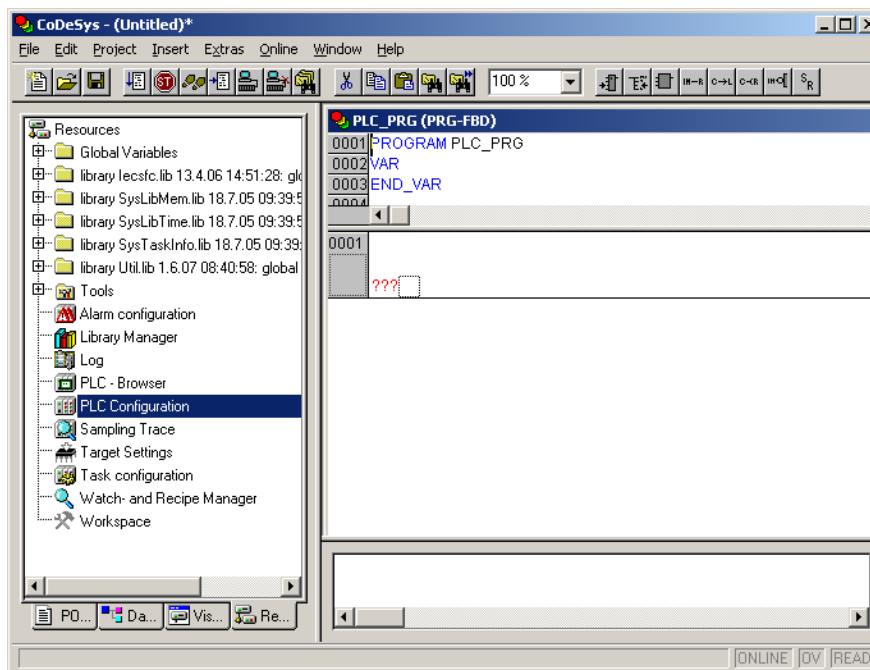 CoDeSys - (Untitled)*
File Edit Project Insert Extras Online Window Help
100 %
Resources
Global Variables
library Iecsfc.lib 13.4.06 14:51:28: glo
library SysLibMem.lib 18.7.05 09:39:5
library SysLibTime.lib 18.7.05 09:39:5
library SysTaskInfo.lib 18.7.05 09:39:
library Util.lib 1.6.07 08:40:58: global
Tools
Alarm configuration
Library Manager
Log
PLC - Browser
PLC Configuration
Sampling Trace
Target Settings
Task configuration
Watch- and Recipe Manager
Workspace
PO... Da... Vis... Re...
PLC_PRG (PRG-FBD)
0001 PROGRAM PLC_PRG
0002 VAR
0003 END_VAR
0004
0001
???
ONLINE OV READ